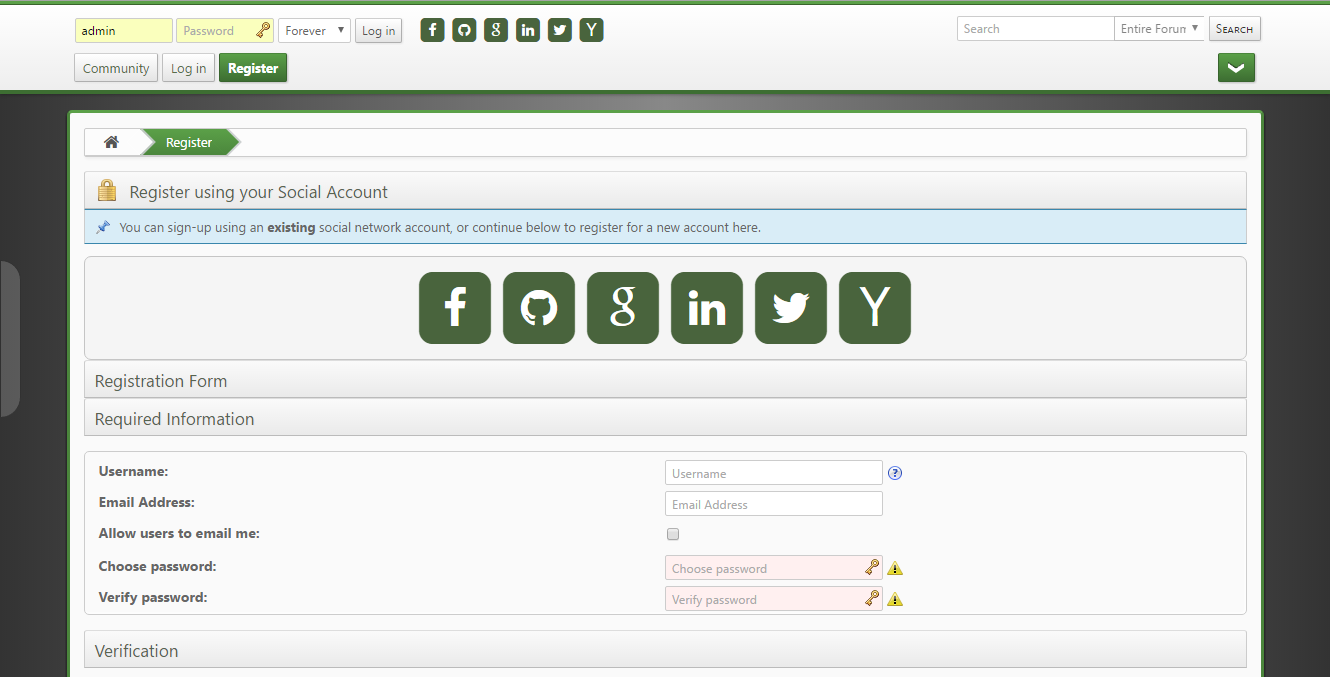 admin Password Forever Log in f g in Y Search Entire Forun SEARCH
Community Log in Register
Register
Register using your Social Account
You can sign-up using an existing social network account, or continue below to register for a new account here.
f g in Y
Registration Form
Required Information
Username: Username ?
Email Address: Email Address
Allow users to email me:
Choose password: Choose password
Verify password: Verify password
Verification